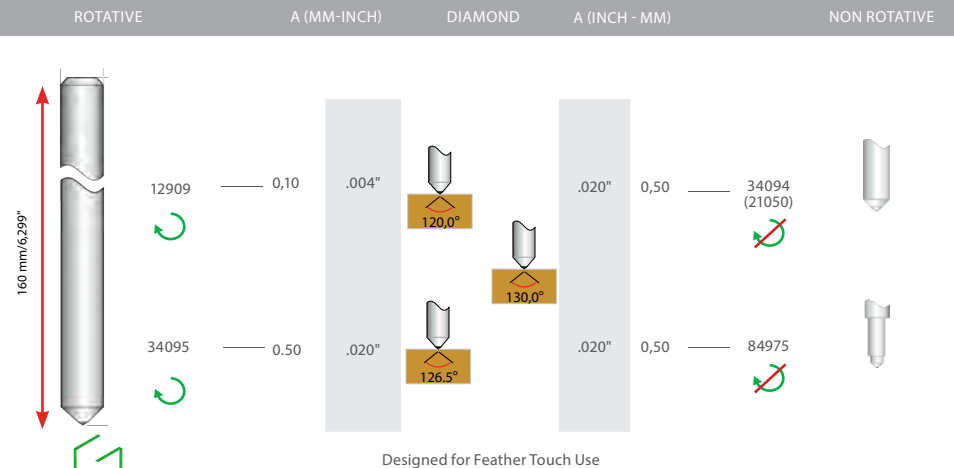 ROTATIVE A (MM-INCH) DIAMOND A (INCH - MM) NON ROTATIVE
160 mm/6,299"
12909 0,10 .004" 120,0° .020" 0,50 34094
(21050)
130,0°
34095 0.50 .020" 126.5° .020" 0,50 84975
Designed for Feather Touch Use